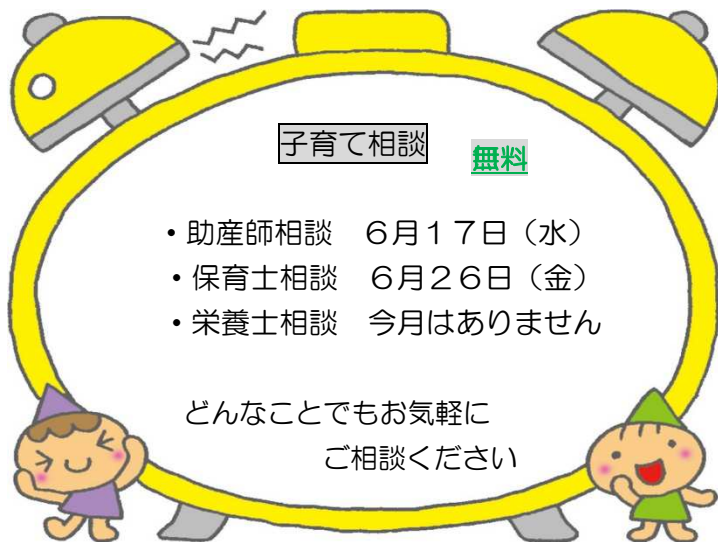 子育て相談 無料
・助産師相談　６月１７日（水）
・保育士相談　６月２６日（金）
・栄養士相談　今月はありません
どんなことでもお気軽に
ご相談ください